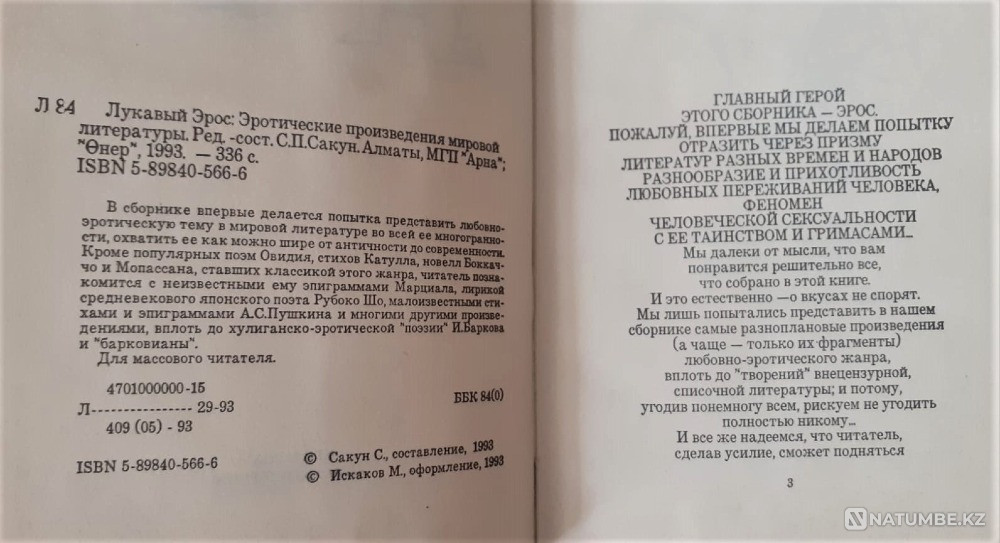 Л 84
Лукавый Эрос: Эротические произведения мировой
литературы. Ред. -сост. С.П.Сакун. Алматы, МГП "Арна";
"Өнер", 1993. — 336 с.
ISBN 5-89840-566-6
В сборнике впервые делается попытка представить любовно-
эротическую тему в мировой литературе во всей ее многогранно-
сти, охватить ее как можно шире от античности до современности.
Кроме популярных поэм Овидия, стихов Катулла, новелл Боккач-
чо и Мопассана, ставших классикой этого жанра, читатель позна-
комится с неизвестными ему эпиграммами Марциала, лирикой
средневекового японского поэта Рубоко Шо, малоизвестными сти-
хами и эпиграммами А.С.Пушкина и многими другими произве-
дениями, вплоть до хулиганско-эротической "поэзии" И.Баркова
и "барковианы".
Для массового читателя.
4701000000-15
Л---------------- 29-93
409 (05) - 93
ББК 84(0)
ISBN 5-89840-566-6
© Сакун С., составление, 1993
© Искаков М., оформление, 1993
ГЛАВНЫЙ ГЕРОЙ
ЭТОГО СБОРНИКА — ЭРОС.
ПОЖАЛУЙ, ВПЕРВЫЕ МЫ ДЕЛАЕМ ПОПЫТКУ
ОТРАЗИТЬ ЧЕРЕЗ ПРИЗМУ
ЛИТЕРАТУР РАЗНЫХ ВРЕМЕН И НАРОДОВ
РАЗНООБРАЗИЕ И ПРИХОТЛИВОСТЬ
ЛЮБОВНЫХ ПЕРЕЖИВАНИЙ ЧЕЛОВЕКА,
ФЕНОМЕН
ЧЕЛОВЕЧЕСКОЙ СЕКСУАЛЬНОСТИ
С ЕЕ ТАИНСТВОМ И ГРИМАСАМИ...
Мы далеки от мысли, что вам
понравится решительно все,
что собрано в этой книге.
И это естественно —о вкусах не спорят.
Мы лишь попытались представить в нашем
сборнике самые разноплановые произведения
(а чаще — только их фрагменты)
любовно-эротического жанра,
вплоть до "творений" внецензурной,
списочной литературы; и потому,
угодив понемногу всем, рискуем не угодить
полностью никому...
И все же надеемся, что читатель,
сделав усилие, сможет подняться
3
NATUMBE.KZ